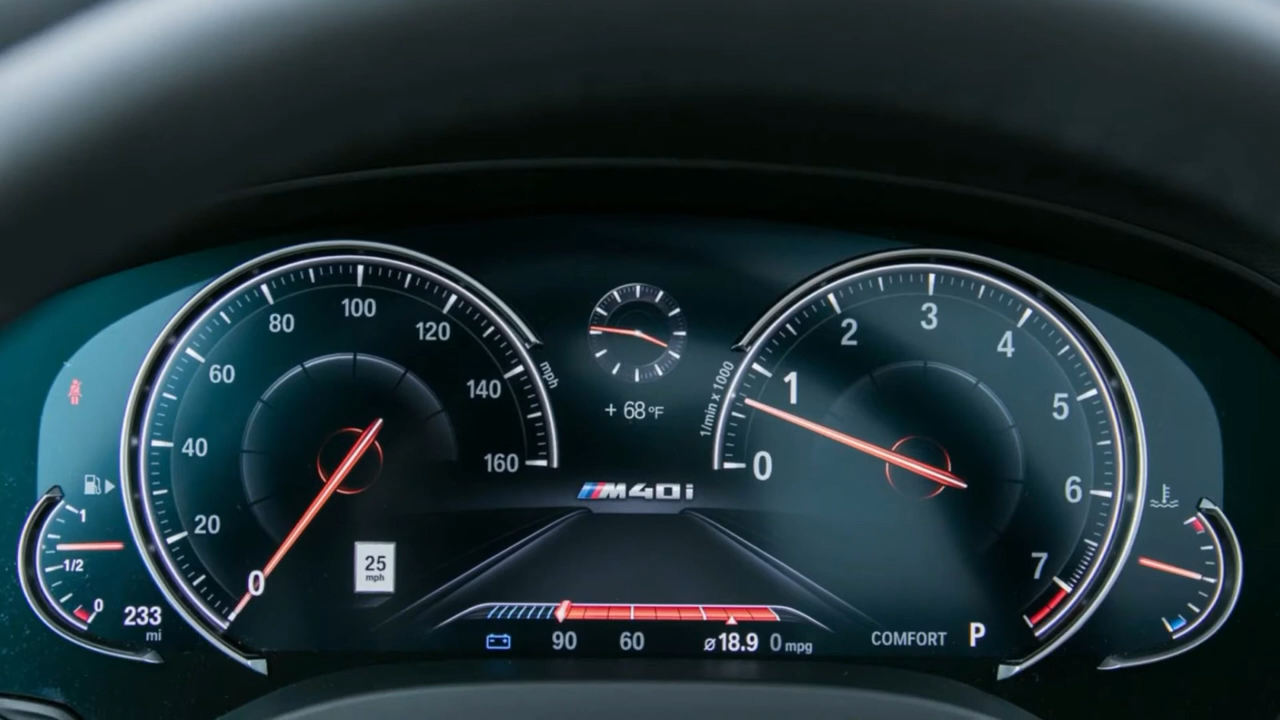 80
100
120
60
140
40
160
mph
20
0
1
1/2
0
233
mi
25
mph
+ 68°F
M40i
90
60
⌀18.9
0 mpg
1/min x 1000
0
1
2
3
4
5
6
7
COMFORT
P